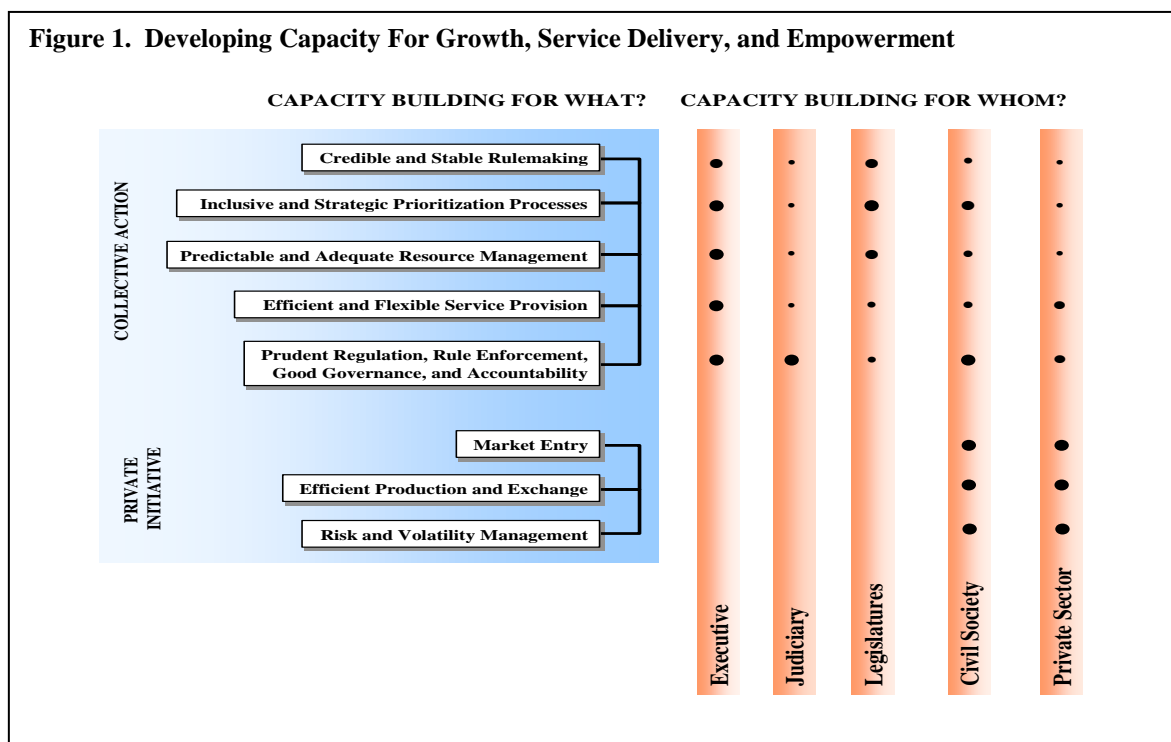 Figure 1.  Developing Capacity For Growth, Service Delivery, and Empowerment
CAPACITY BUILDING FOR WHAT?
CAPACITY BUILDING FOR WHOM?
COLLECTIVE ACTION
Credible and Stable Rulemaking
Inclusive and Strategic Prioritization Processes
Predictable and Adequate Resource Management
Efficient and Flexible Service Provision
Prudent Regulation, Rule Enforcement,
Good Governance, and Accountability
PRIVATE
INITIATIVE
Market Entry
Efficient Production and Exchange
Risk and Volatility Management
Executive
Judiciary
Legislatures
Civil Society
Private Sector